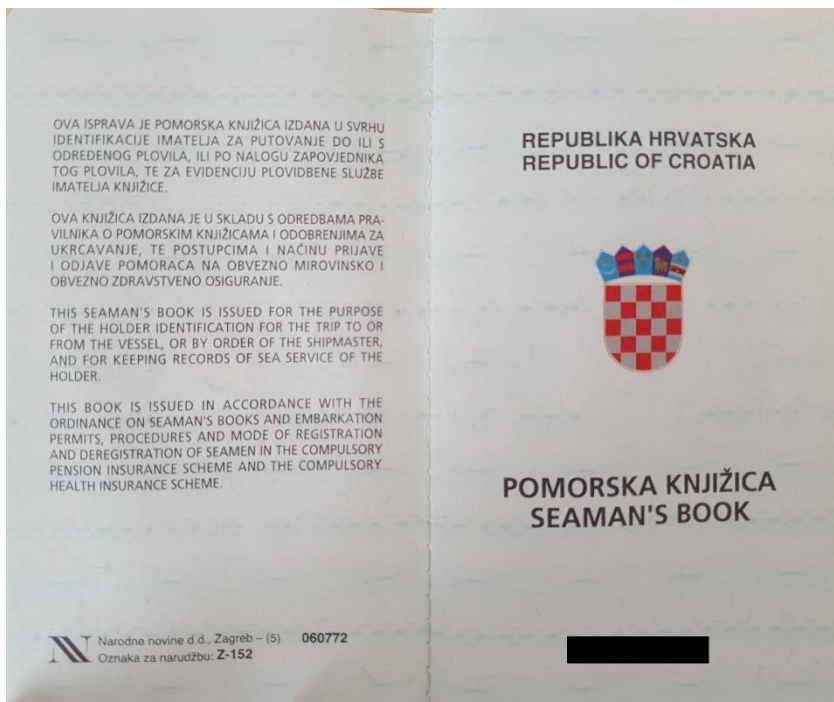 OVA ISPRAVA JE POMORSKA KNJIŽICA IZDANA U SVRHU
IDENTIFIKACIJE IMATELJA ZA PUTOVANJE DO ILI S
ODREĐENOG PLOVILA, ILI PO NALOGU ZAPOVJEDNIKA
TOG PLOVILA, TE ZA EVIDENCIJU PLOVIDBENE SLUŽBE
IMATELJA KNJIŽICE.
OVA KNJIŽICA IZDANA JE U SKLADU S ODREDBAMA PRA-
VILNIKA O POMORSKIM KNJIŽICAMA I ODOBRENJIMA ZA
UKRCAVANJE, TE POSTUPCIMA I NAČINU PRIJAVE
I ODJAVE POMORACA NA OBVEZNO MIROVINSKO I
OBVEZNO ZDRAVSTVENO OSIGURANJE.
THIS SEAMAN'S BOOK IS ISSUED FOR THE PURPOSE
OF THE HOLDER IDENTIFICATION FOR THE TRIP TO OR
FROM THE VESSEL, OR BY ORDER OF THE SHIPMASTER,
AND FOR KEEPING RECORDS OF SEA SERVICE OF THE
HOLDER.
THIS BOOK IS ISSUED IN ACCORDANCE WITH THE
ORDINANCE ON SEAMAN'S BOOKS AND EMBARKATION
PERMITS, PROCEDURES AND MODE OF REGISTRATION
AND DEREGISTRATION OF SEAMEN IN THE COMPULSORY
PENSION INSURANCE SCHEME AND THE COMPULSORY
HEALTH INSURANCE SCHEME.
Narodne novine d.d., Zagreb – (5) 060772
Oznaka za narudžbu: Z-152
REPUBLIKA HRVATSKA
REPUBLIC OF CROATIA
POMORSKA KNJIŽICA
SEAMAN'S BOOK